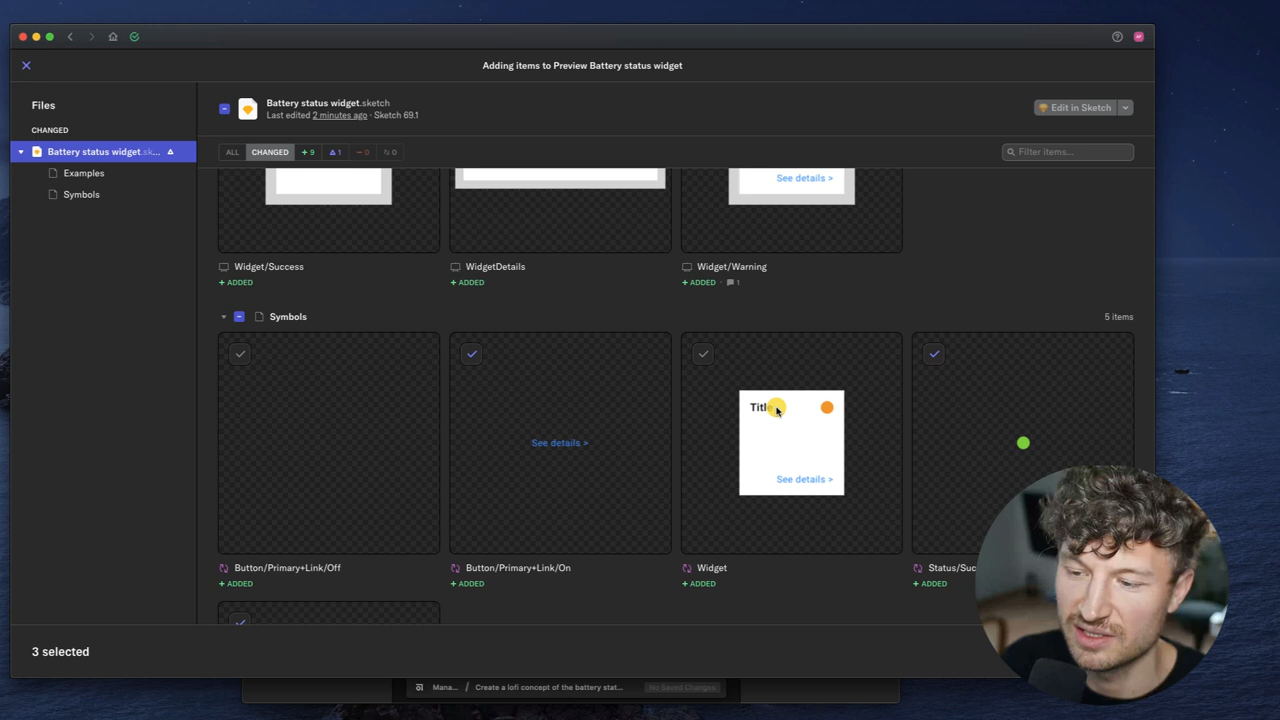 Adding items to Preview Battery status widget
Files
CHANGED
Battery status widget.sk...
Examples
Symbols
Battery status widget.sketch
Last edited 2 minutes ago · Sketch 69.1
Edit in Sketch
ALL CHANGED +9 1 −0 0
Filter items...
See details >
Widget/Success
+ ADDED
WidgetDetails
+ ADDED
Widget/Warning
+ ADDED · 1
Symbols
5 items
See details >
See details >
Button/Primary+Link/Off
+ ADDED
Button/Primary+Link/On
+ ADDED
Widget
+ ADDED
+ ADDED
3 selected
Mana... / Create a lofi concept of the battery stat...
No Saved Changes